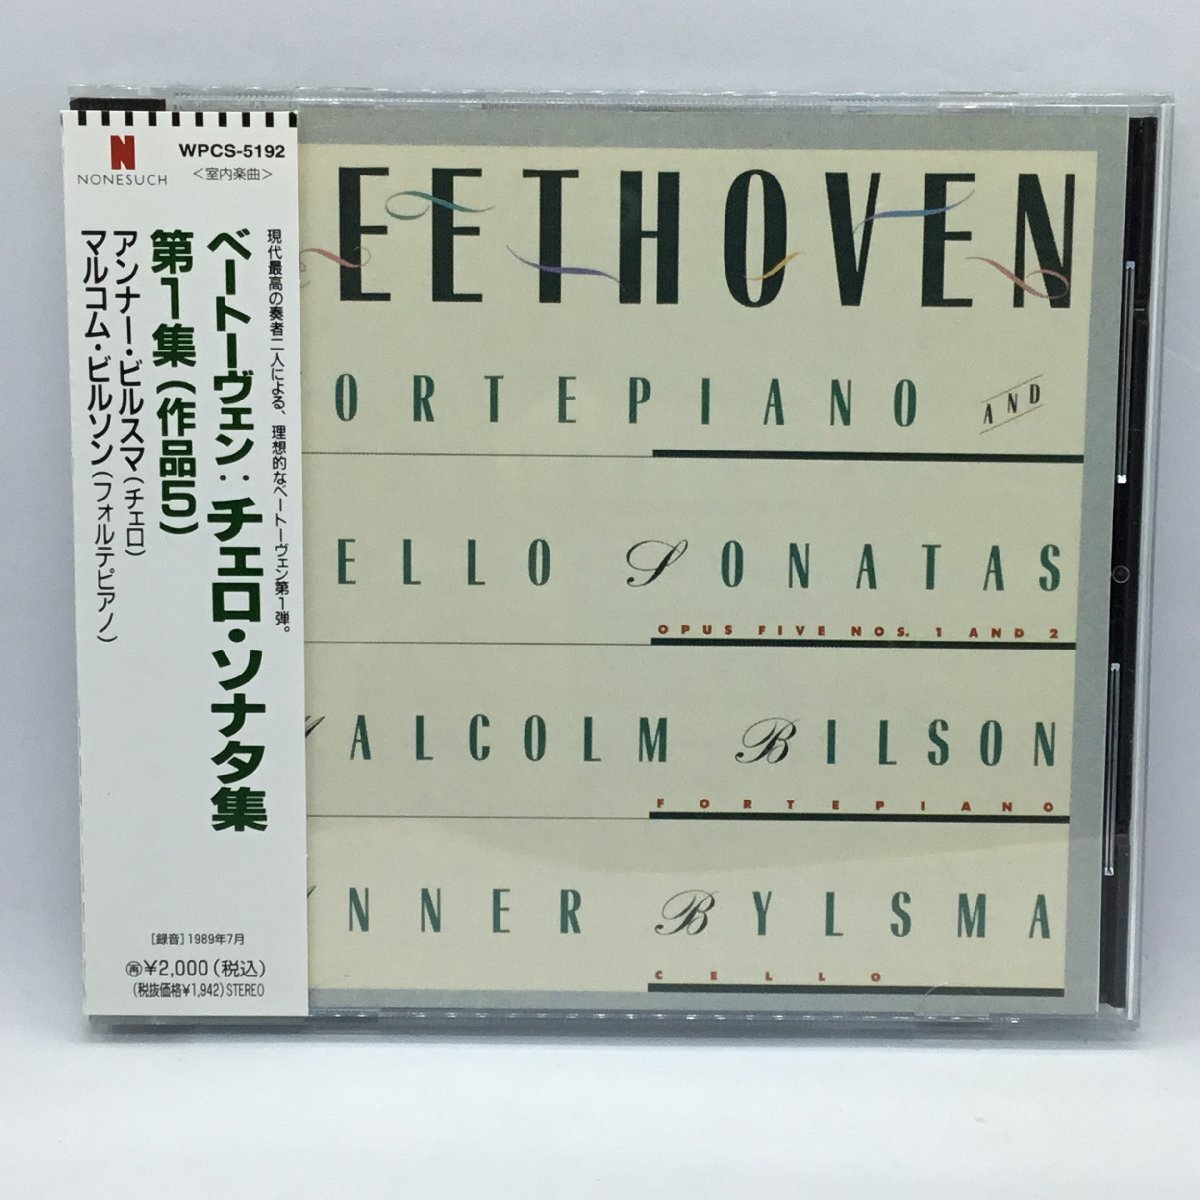 NONESUCH
WPCS-5192
<室内楽曲>
現代最高の奏者二人による、理想的なベートーヴェン第1弾。
ベートーヴェン:チェロ・ソナタ集
第1集(作品5)
アンナー・ビルスマ(チェロ)
マルコム・ビルソン(フォルテピアノ)
[録音]1989年7月
再¥2,000(税込)
(税抜価格¥1,942)STEREO
EETHOVEN
ORTEPIANO AND
ELLO SONATAS
OPUS FIVE NOS. 1 AND 2
MALCOLM BILSON
FORTEPIANO
NNER BYLSMA
CELLO